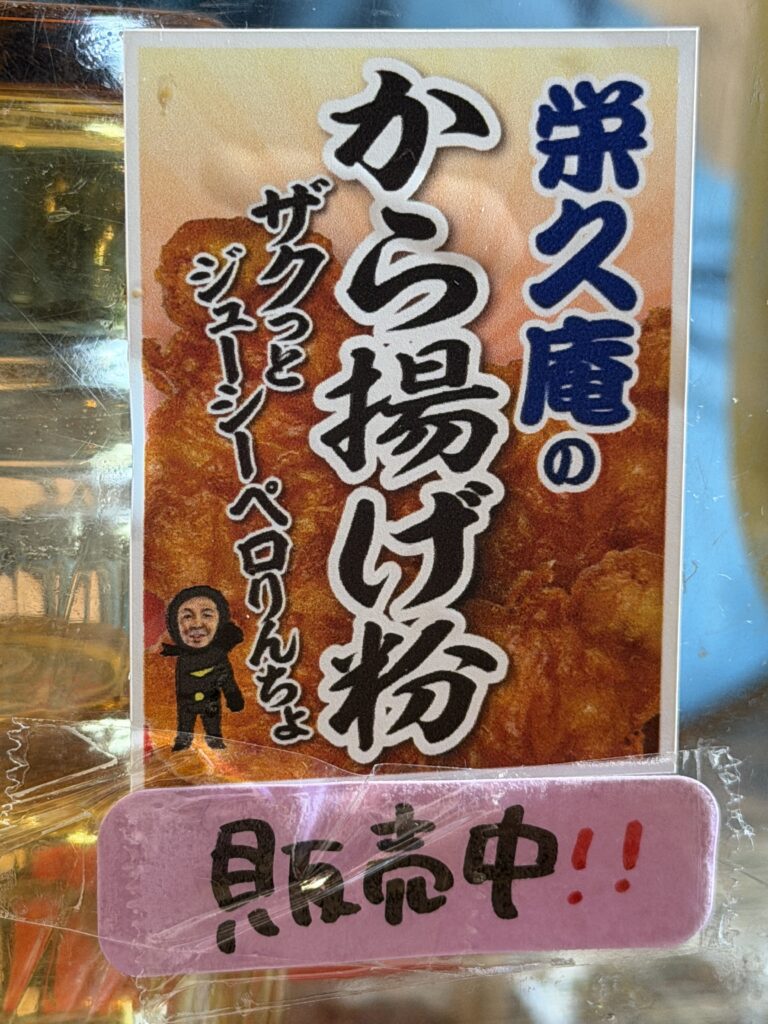 栄久庵の
から揚げ粉
ザクっと
ジューシーペロりんちょ
販売中!!